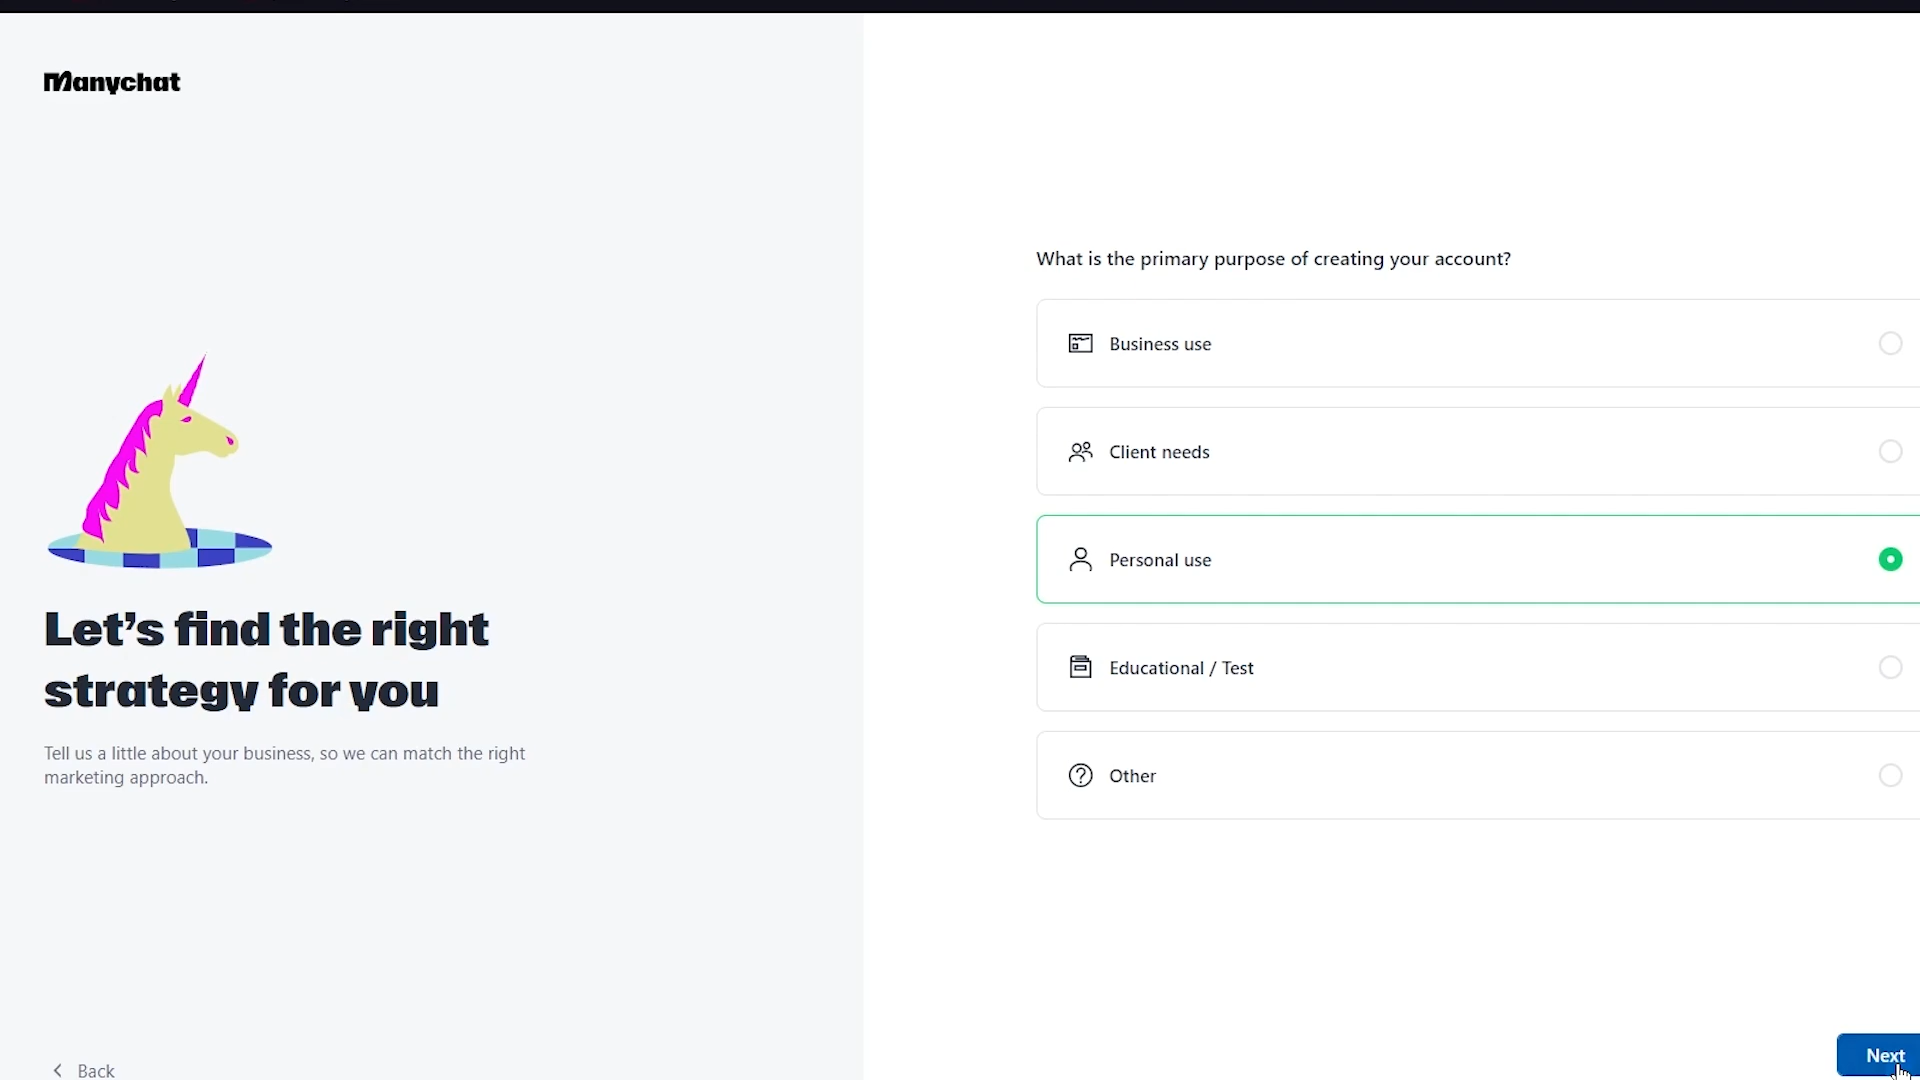 Manychat
Let's find the right
strategy for you
Tell us a little about your business, so we can match the right
marketing approach.
Back
What is the primary purpose of creating your account?
Business use
Client needs
Personal use
Educational / Test
Other
Next